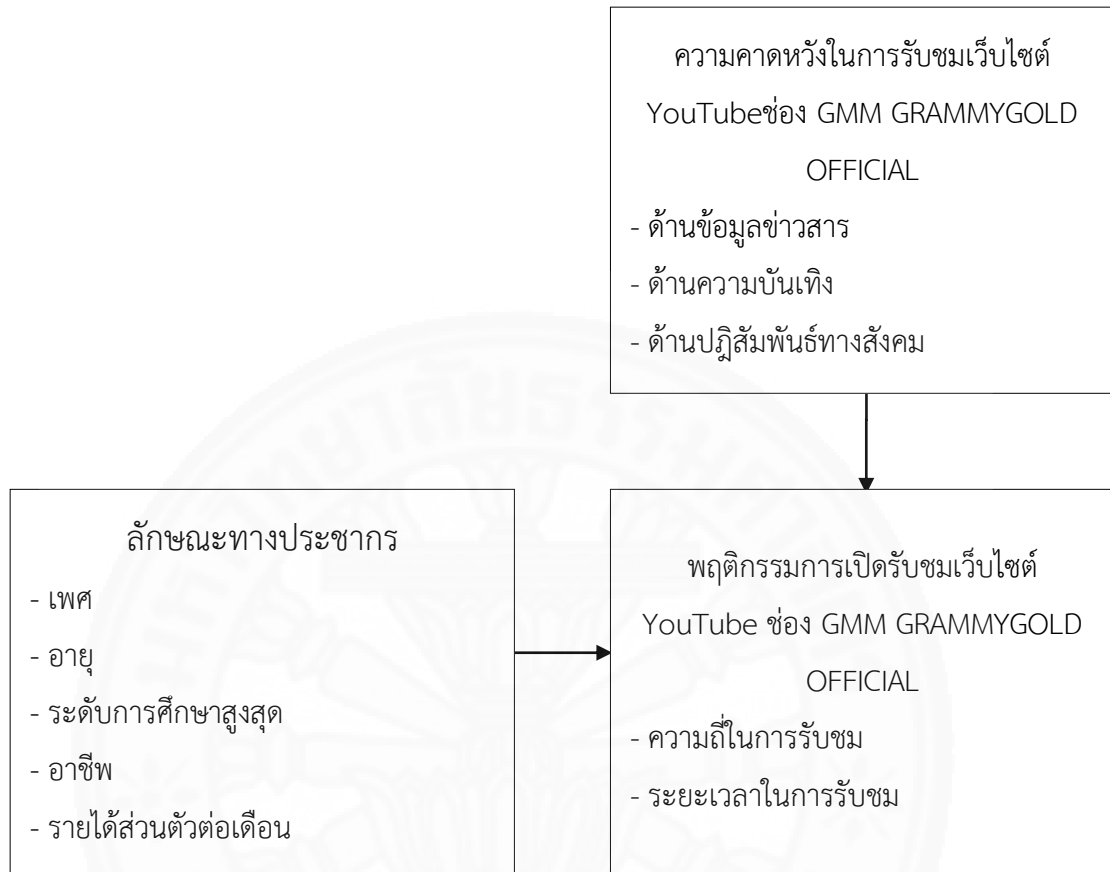 ความคาดหวังในการรับชมเว็บไซต์
YouTubeช่อง GMM GRAMMYGOLD
OFFICIAL
- ด้านข้อมูลข่าวสาร
- ด้านความบันเทิง
- ด้านปฎิสัมพันธ์ทางสังคม
ลักษณะทางประชากร
- เพศ
- อายุ
- ระดับการศึกษาสูงสุด
- อาชีพ
- รายได้ส่วนตัวต่อเดือน
พฤติกรรมการเปิดรับชมเว็บไซต์
YouTube ช่อง GMM GRAMMYGOLD
OFFICIAL
- ความถี่ในการรับชม
- ระยะเวลาในการรับชม